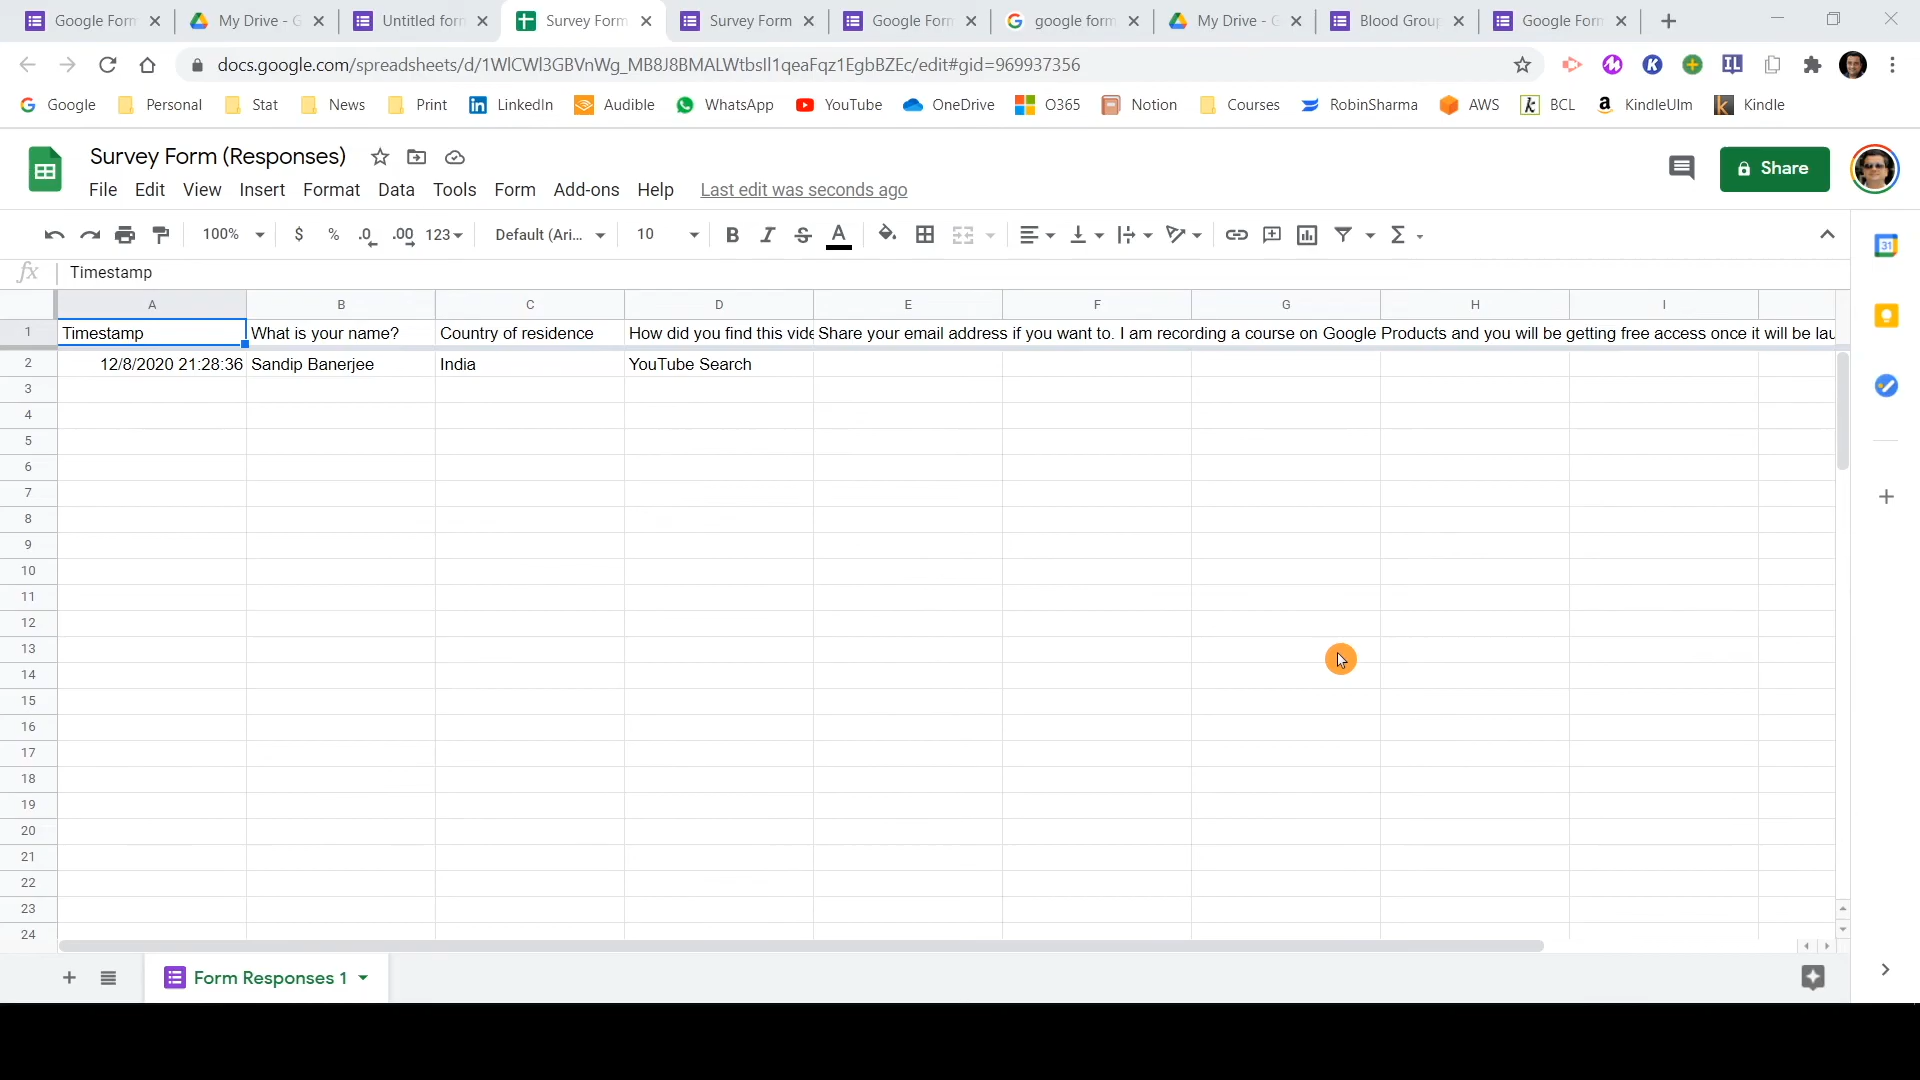 Google Form My Drive - G Untitled form Survey Form Survey Form Google Form google form My Drive - G Blood Group Google Form
docs.google.com/spreadsheets/d/1WlCWl3GBVnWg_MB8J8BMALWtbsIl1qeaFqz1EgbBZEc/edit#gid=969937356
Google Personal Stat News Print LinkedIn Audible WhatsApp YouTube OneDrive O365 Notion Courses RobinSharma AWS BCL KindleUlm Kindle
Survey Form (Responses)
Share
File Edit View Insert Format Data Tools Form Add-ons Help Last edit was seconds ago
100% $ % .0 .00 123 Default (Ari... 10 B I S A
fx Timestamp
A B C D E F G H I
1 Timestamp What is your name? Country of residence How did you find this vide Share your email address if you want to. I am recording a course on Google Products and you will be getting free access once it will be lau
2 12/8/2020 21:28:36 Sandip Banerjee India YouTube Search
3
4
5
6
7
8
9
10
11
12
13
14
15
16
17
18
19
20
21
22
23
24
Form Responses 1